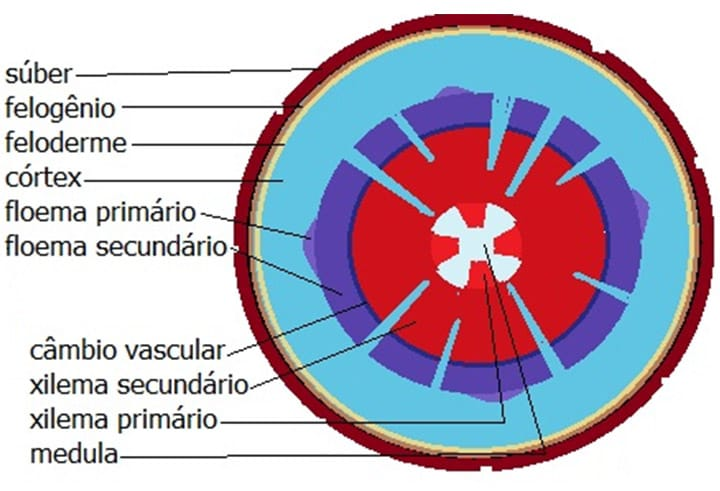 súber
felogênio
feloderme
córtex
floema primário
floema secundário
câmbio vascular
xilema secundário
xilema primário
medula